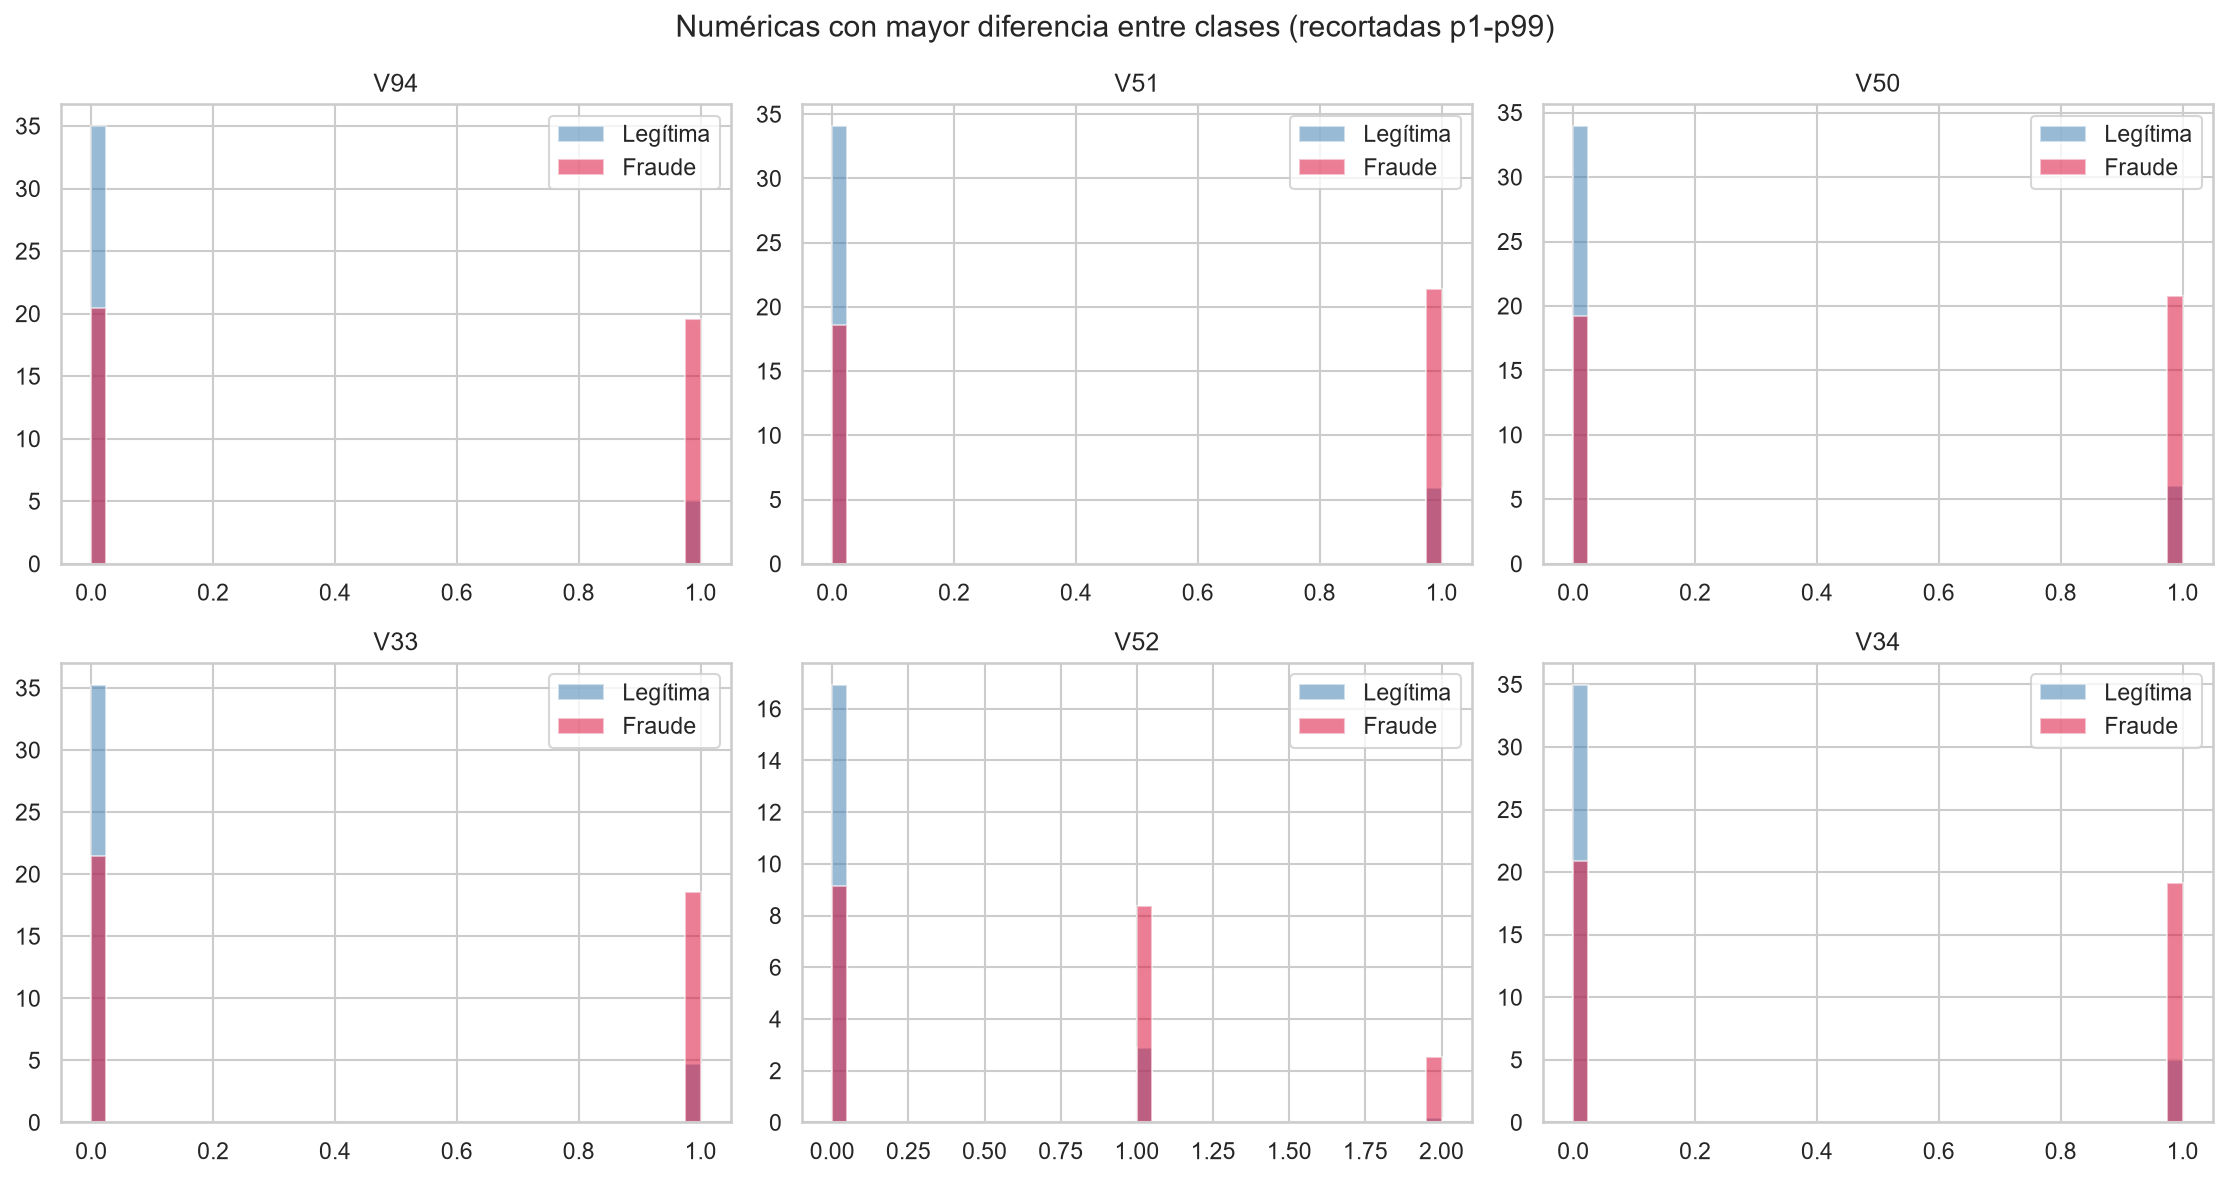 Numéricas con mayor diferencia entre clases (recortadas p1-p99)
V94
35
30
25
20
15
10
5
0
0.0 0.2 0.4 0.6 0.8 1.0
Legítima
Fraude
V51
35
30
25
20
15
10
5
0
0.0 0.2 0.4 0.6 0.8 1.0
Legítima
Fraude
V50
35
30
25
20
15
10
5
0
0.0 0.2 0.4 0.6 0.8 1.0
Legítima
Fraude
V33
35
30
25
20
15
10
5
0
0.0 0.2 0.4 0.6 0.8 1.0
Legítima
Fraude
V52
16
14
12
10
8
6
4
2
0
0.00 0.25 0.50 0.75 1.00 1.25 1.50 1.75 2.00
Legítima
Fraude
V34
35
30
25
20
15
10
5
0
0.0 0.2 0.4 0.6 0.8 1.0
Legítima
Fraude